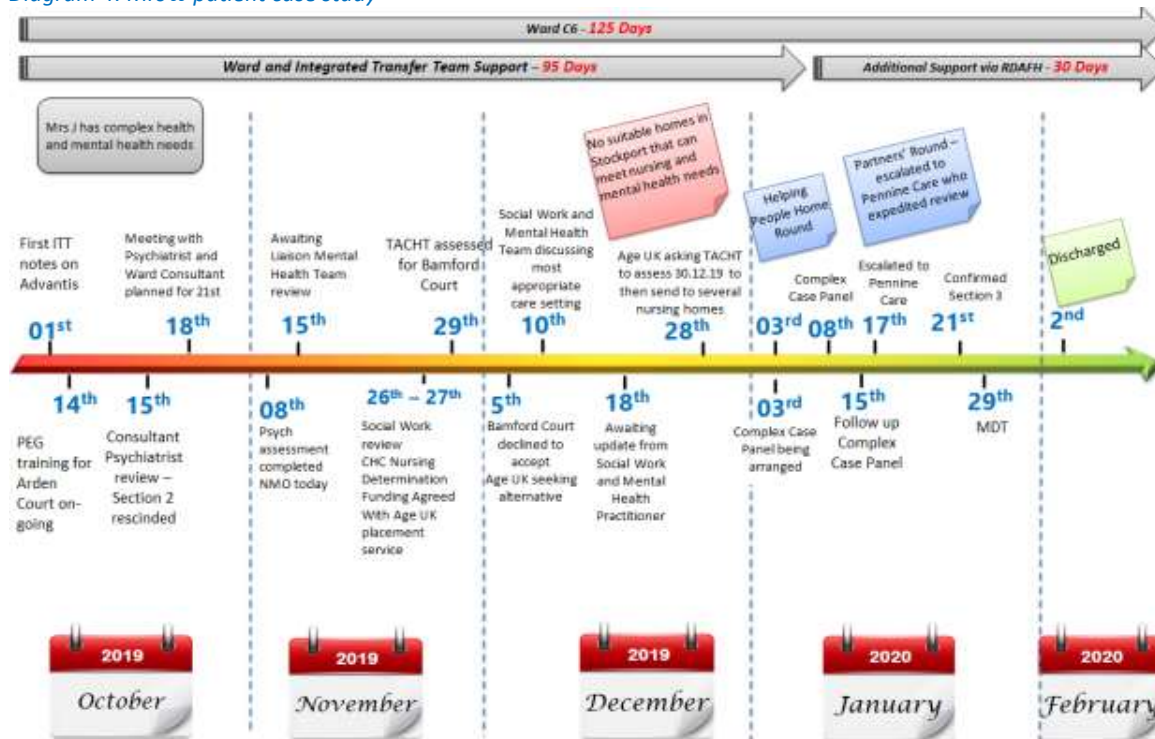 Ward C6 - 125 Days
Ward and Integrated Transfer Team Support – 95 Days
Additional Support via RDAFH - 30 Days
Mrs J has complex health
and mental health needs
No suitable homes in
Stockport that can
meet nursing and
mental health needs
Helping
People Home
Round
Partners' Round –
escalated to
Pennine Care who
expedited review
Discharged
First ITT
notes on
Advantis
01st
Meeting with
Psychiatrist and
Ward Consultant
planned for 21st
18th
Awaiting
Liaison Mental
Health Team
review
15th
TACHT assessed
for Bamford
Court
29th
Social Work and
Mental Health
Team discussing
most
appropriate
care setting
10th
Age UK asking TACHT
to assess 30.12.19 to
then send to several
nursing homes
28th
03rd
Complex
Case Panel
08th
Escalated to
Pennine
Care
17th
Confirmed
Section 3
21st
2nd
14th
PEG
training for
Arden
Court on-
going
15th
Consultant
Psychiatrist
review –
Section 2
rescinded
08th
Psych
assessment
completed
NMO today
26th – 27th
Social Work
review
CHC Nursing
Determination
Funding Agreed
With Age UK
placement
service
5th
Bamford Court
declined to
accept
Age UK seeking
alternative
18th
Awaiting
update from
Social Work
and Mental
Health
Practitioner
03rd
Complex Case
Panel being
arranged
15th
Follow up
Complex
Case Panel
29th
MDT
2019
October
2019
November
2019
December
2020
January
2020
February